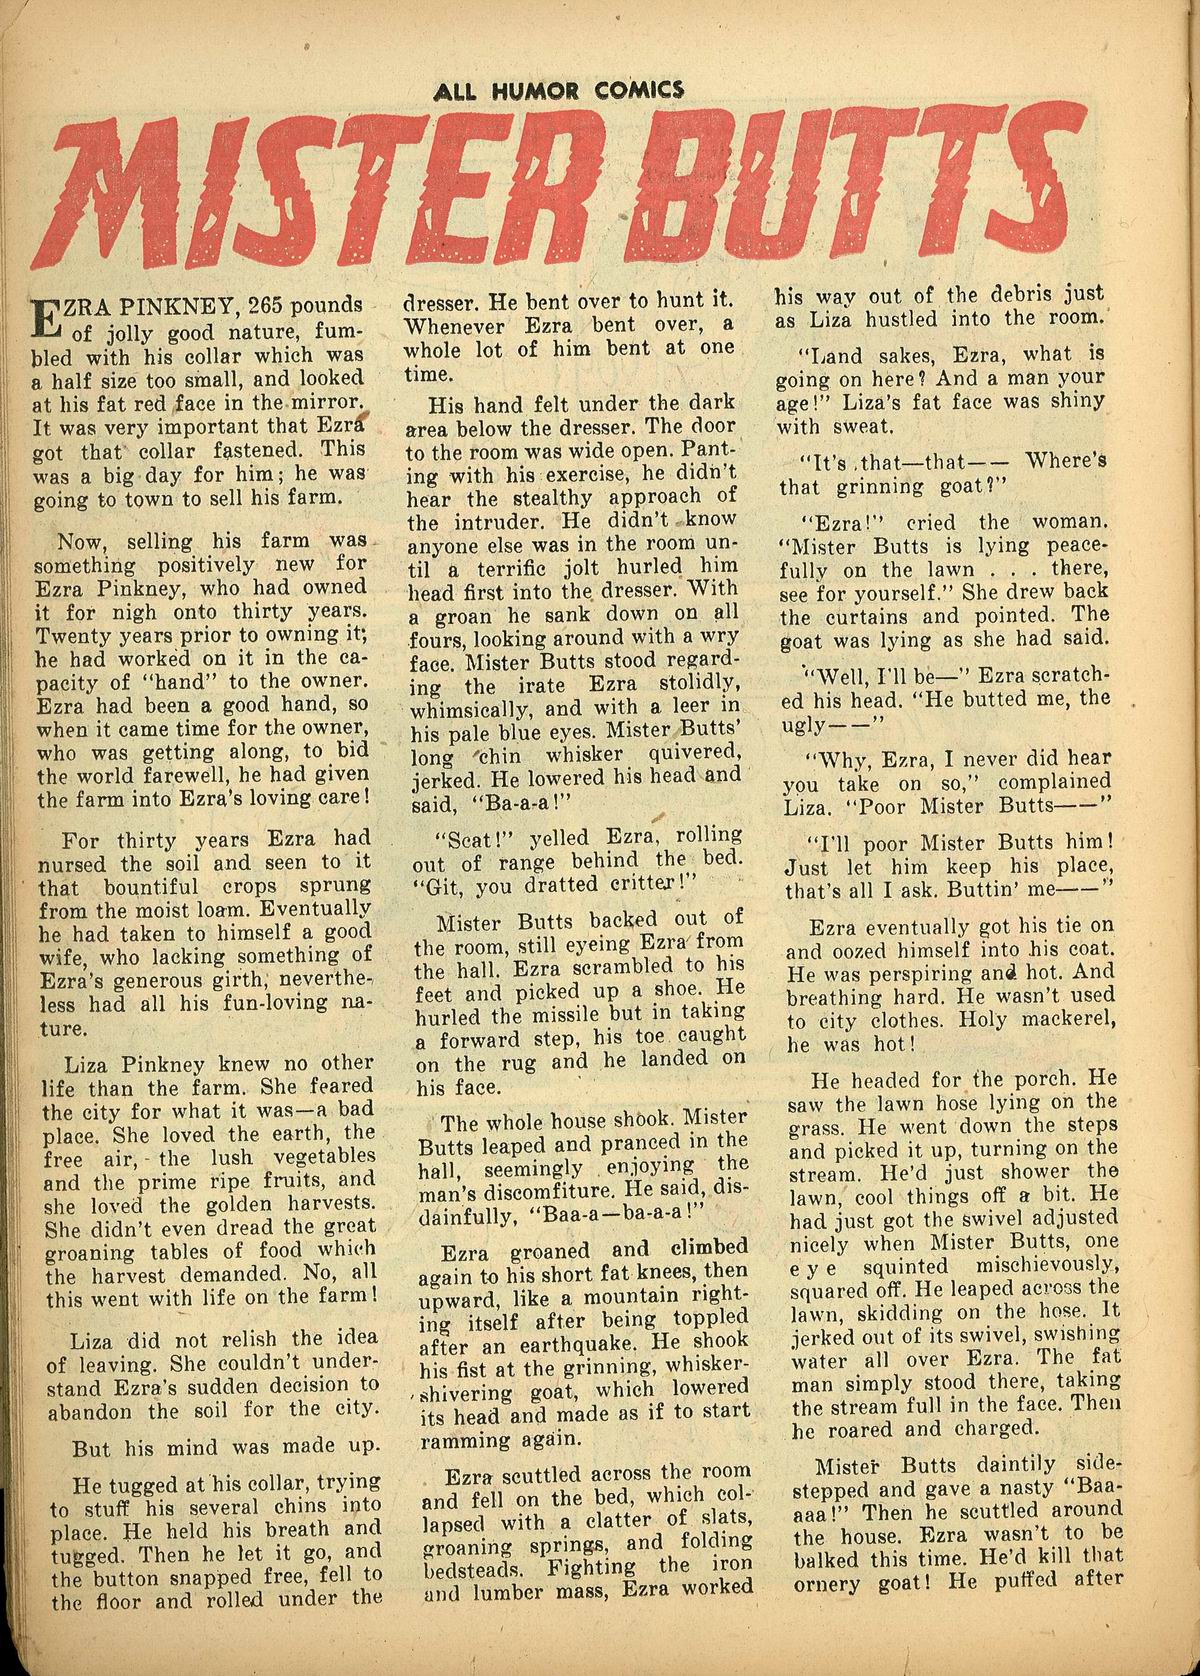 ALL HUMOR COMICS
MISTER BUTTS
EZRA PINKNEY, 265 pounds
of jolly good nature, fum-
bled with his collar which was
a half size too small, and looked
at his fat red face in the mirror.
It was very important that Ezra
got that collar fastened. This
was a big day for him; he was
going to town to sell his farm.
Now, selling his farm was
something positively new for
Ezra Pinkney, who had owned
it for nigh onto thirty years.
Twenty years prior to owning it,
he had worked on it in the ca-
pacity of "hand" to the owner.
Ezra had been a good hand, so
when it came time for the owner,
who was getting along, to bid
the world farewell, he had given
the farm into Ezra's loving care!
For thirty years Ezra had
nursed the soil and seen to it
that bountiful crops sprung
from the moist loam. Eventually
he had taken to himself a good
wife, who lacking something of
Ezra's generous girth, neverthe-
less had all his fun-loving na-
ture.
Liza Pinkney knew no other
life than the farm. She feared
the city for what it was—a bad
place. She loved the earth, the
free air, the lush vegetables
and the prime ripe fruits, and
she loved the golden harvests.
She didn't even dread the great
groaning tables of food which
the harvest demanded. No, all
this went with life on the farm!
Liza did not relish the idea
of leaving. She couldn't under-
stand Ezra's sudden decision to
abandon the soil for the city.
But his mind was made up.
He tugged at his collar, trying
to stuff his several chins into
place. He held his breath and
tugged. Then he let it go, and
the button snapped free, fell to
the floor and rolled under the
dresser. He bent over to hunt it.
Whenever Ezra bent over, a
whole lot of him bent at one
time.
His hand felt under the dark
area below the dresser. The door
to the room was wide open. Pant-
ing with his exercise, he didn't
hear the stealthy approach of
the intruder. He didn't know
anyone else was in the room un-
til a terrific jolt hurled him
head first into the dresser. With
a groan he sank down on all
fours, looking around with a wry
face. Mister Butts stood regard-
ing the irate Ezra stolidly,
whimsically, and with a leer in
his pale blue eyes. Mister Butts'
long chin whisker quivered,
jerked. He lowered his head and
said, "Ba-a-a!"
"Scat!" yelled Ezra, rolling
out of range behind the bed.
"Git, you dratted critter!"
Mister Butts backed out of
the room, still eyeing Ezra from
the hall. Ezra scrambled to his
feet and picked up a shoe. He
hurled the missile but in taking
a forward step, his toe caught
on the rug and he landed on
his face.
The whole house shook. Mister
Butts leaped and pranced in the
hall, seemingly enjoying the
man's discomfiture. He said, dis-
dainfully, "Baa-a—ba-a-a!"
Ezra groaned and climbed
again to his short fat knees, then
upward, like a mountain right-
ing itself after being toppled
after an earthquake. He shook
his fist at the grinning, whisker-
shivering goat, which lowered
its head and made as if to start
ramming again.
Ezra scuttled across the room
and fell on the bed, which col-
lapsed with a clatter of slats,
groaning springs, and folding
bedsteads. Fighting the iron
and lumber mass, Ezra worked
his way out of the debris just
as Liza hustled into the room.
"Land sakes, Ezra, what is
going on here? And a man your
age!" Liza's fat face was shiny
with sweat.
"It's that—that—— Where's
that grinning goat?"
"Ezra!" cried the woman.
"Mister Butts is lying peace-
fully on the lawn . . . there,
see for yourself." She drew back
the curtains and pointed. The
goat was lying as she had said.
"Well, I'll be—" Ezra scratch-
ed his head. "He butted me, the
ugly——"
"Why, Ezra, I never did hear
you take on so," complained
Liza. "Poor Mister Butts——"
"I'll poor Mister Butts him!
Just let him keep his place,
that's all I ask. Buttin' me——"
Ezra eventually got his tie on
and oozed himself into his coat.
He was perspiring and hot. And
breathing hard. He wasn't used
to city clothes. Holy mackerel,
he was hot!
He headed for the porch. He
saw the lawn hose lying on the
grass. He went down the steps
and picked it up, turning on the
stream. He'd just shower the
lawn, cool things off a bit. He
had just got the swivel adjusted
nicely when Mister Butts, one
eye squinted mischievously,
squared off. He leaped across the
lawn, skidding on the hose. It
jerked out of its swivel, swishing
water all over Ezra. The fat
man simply stood there, taking
the stream full in the face. Then
he roared and charged.
Mister Butts daintily side-
stepped and gave a nasty "Baa-
aaa!" Then he scuttled around
the house. Ezra wasn't to be
balked this time. He'd kill that
ornery goat! He puffed after